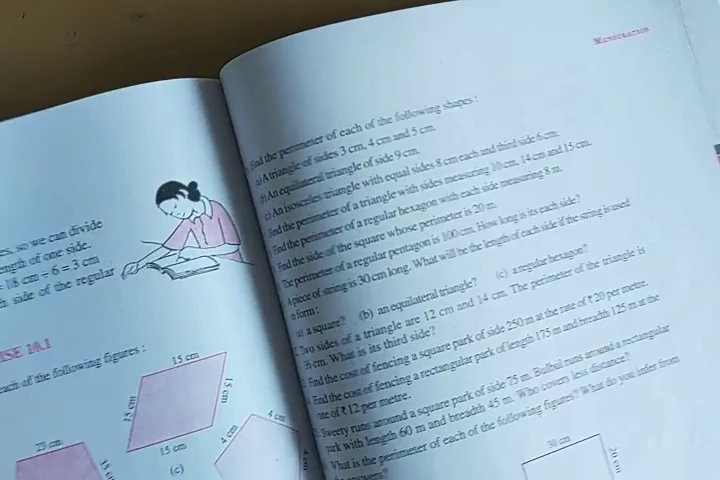 es, so we can divide
ength of one side.
18 cm ÷ 6 = 3 cm
side of the regular
ISE 10.1
each of the following figures :
15 cm
15 cm
15 cm
(c)
4 cm
4 cm
4 cm
MENSURATION
Find the perimeter of each of the following shapes :
a) A triangle of sides 3 cm, 4 cm and 5 cm.
b) An equilateral triangle of side 9 cm.
c) An isosceles triangle with equal sides 8 cm each and third side 6 cm.
Find the perimeter of a triangle with sides measuring 10 cm, 14 cm and 15 cm.
Find the perimeter of a regular hexagon with each side measuring 8 m.
Find the side of the square whose perimeter is 20 m.
The perimeter of a regular pentagon is 100 cm. How long is its each side?
A piece of string is 30 cm long. What will be the length of each side if the string is used
to form :
a) a square? (b) an equilateral triangle? (c) a regular hexagon?
Two sides of a triangle are 12 cm and 14 cm. The perimeter of the triangle is
36 cm. What is its third side?
Find the cost of fencing a square park of side 250 m at the rate of ₹ 20 per metre.
Find the cost of fencing a rectangular park of length 175 m and breadth 125 m at the
rate of ₹ 12 per metre.
Sweety runs around a square park of side 75 m. Bulbul runs around a rectangular
park with length 60 m and breadth 45 m. Who covers less distance?
What is the perimeter of each of the following figures? What do you infer from
answers?
30 cm
20 cm